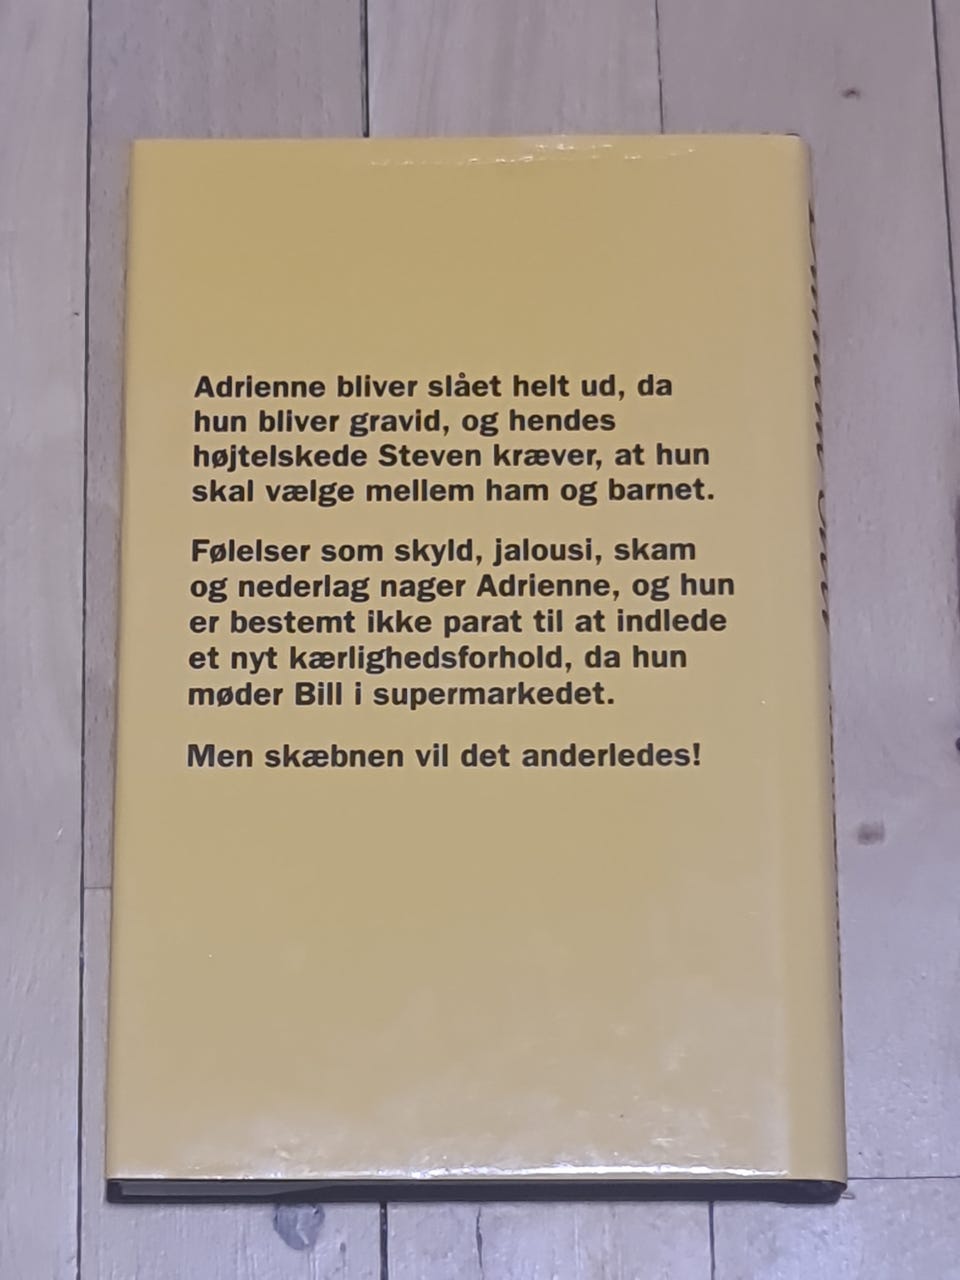 Adrienne bliver slået helt ud, da
hun bliver gravid, og hendes
højtelskede Steven kræver, at hun
skal vælge mellem ham og barnet.
Følelser som skyld, jalousi, skam
og nederlag nager Adrienne, og hun
er bestemt ikke parat til at indlede
et nyt kærlighedsforhold, da hun
møder Bill i supermarkedet.
Men skæbnen vil det anderledes!